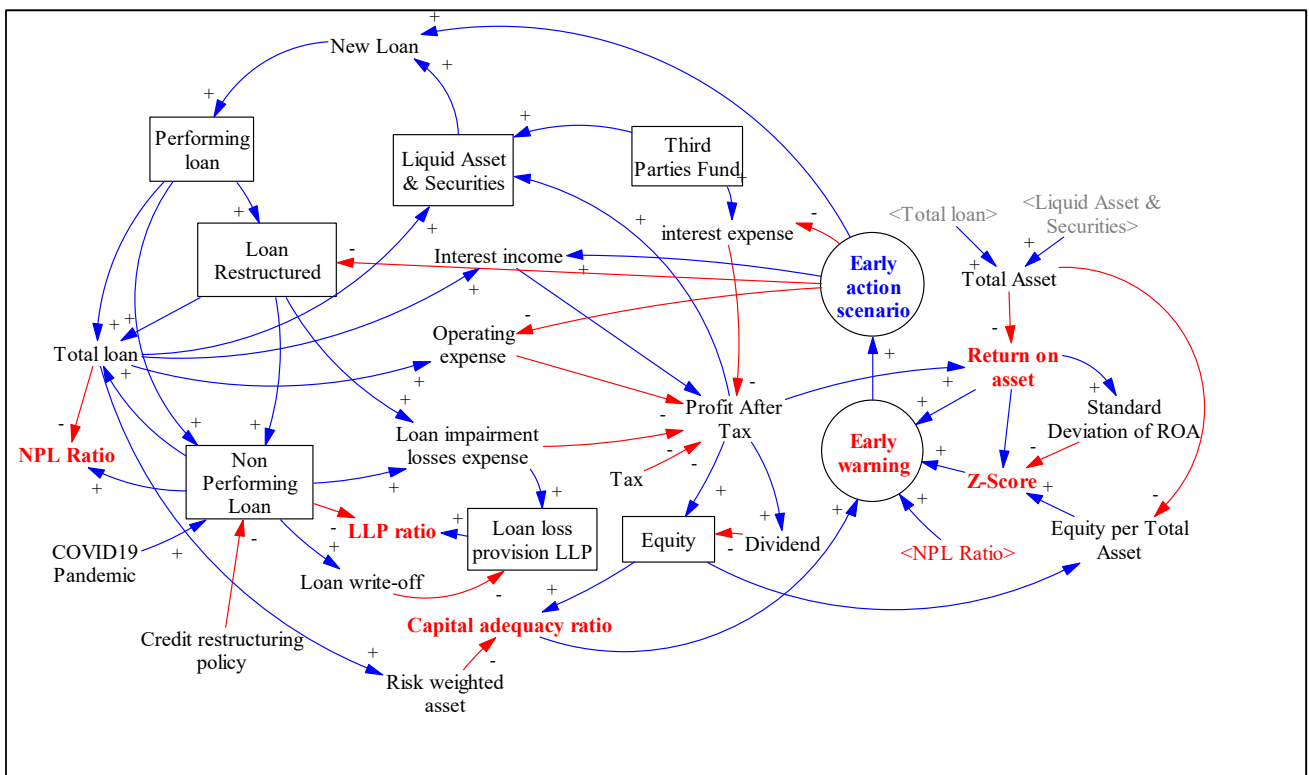 New Loan
Performing
loan
Liquid Asset
& Securities
Third
Parties Fund
<Total loan>
<Liquid Asset &
Securities>
Loan
Restructured
Interest income
interest expense
Early
action
scenario
Total Asset
Total loan
Operating
expense
Return on
asset
Profit After
Tax
Standard
Deviation of ROA
NPL Ratio
Non
Performing
Loan
Loan impairment
losses expense
Tax
Early
warning
Z-Score
LLP ratio
Loan loss
provision LLP
Equity
Dividend
<NPL Ratio>
Equity per Total
Asset
COVID19
Pandemic
Loan write-off
Capital adequacy ratio
Credit restructuring
policy
Risk weighted
asset